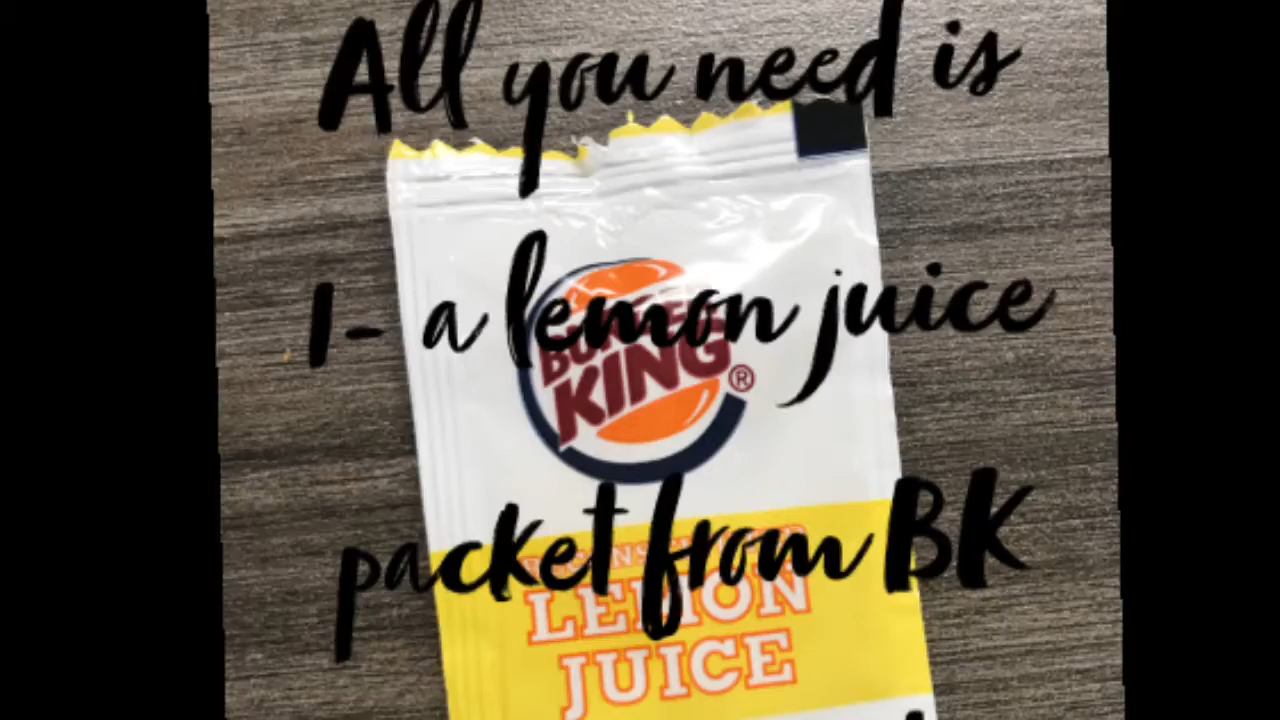 All you need is
1- a lemon juice
BURGER
KING®
packet from BK
LEMON
JUICE